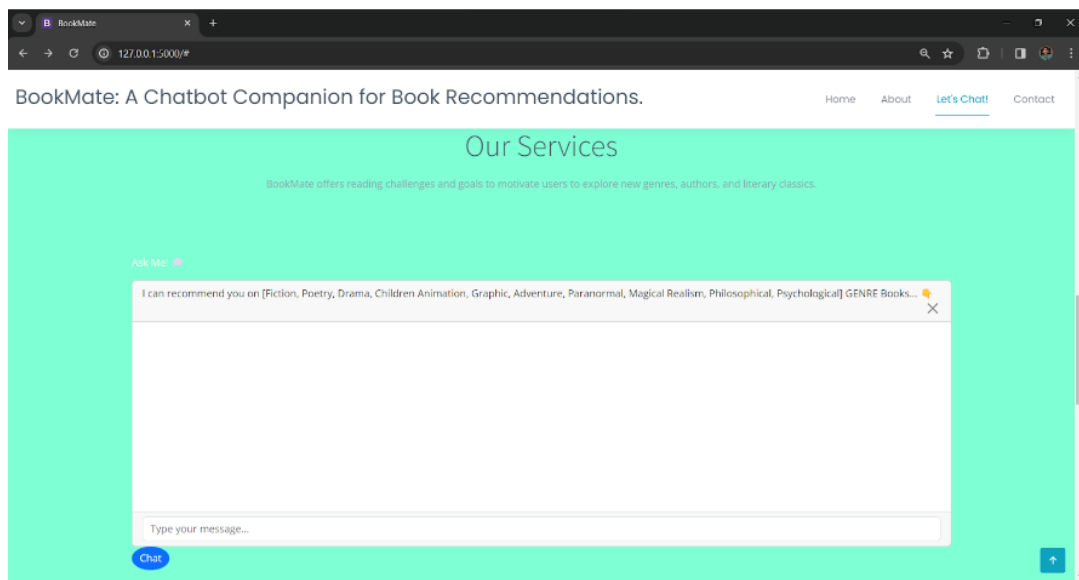 B BookMate
127.0.0.1:5000/#
BookMate: A Chatbot Companion for Book Recommendations.
Home About Let's Chat! Contact
Our Services
BookMate offers reading challenges and goals to motivate users to explore new genres, authors, and literary classics.
Ask Me!
I can recommend you on [Fiction, Poetry, Drama, Children Animation, Graphic, Adventure, Paranormal, Magical Realism, Philosophical, Psychological] GENRE Books... 👇
Type your message...
Chat